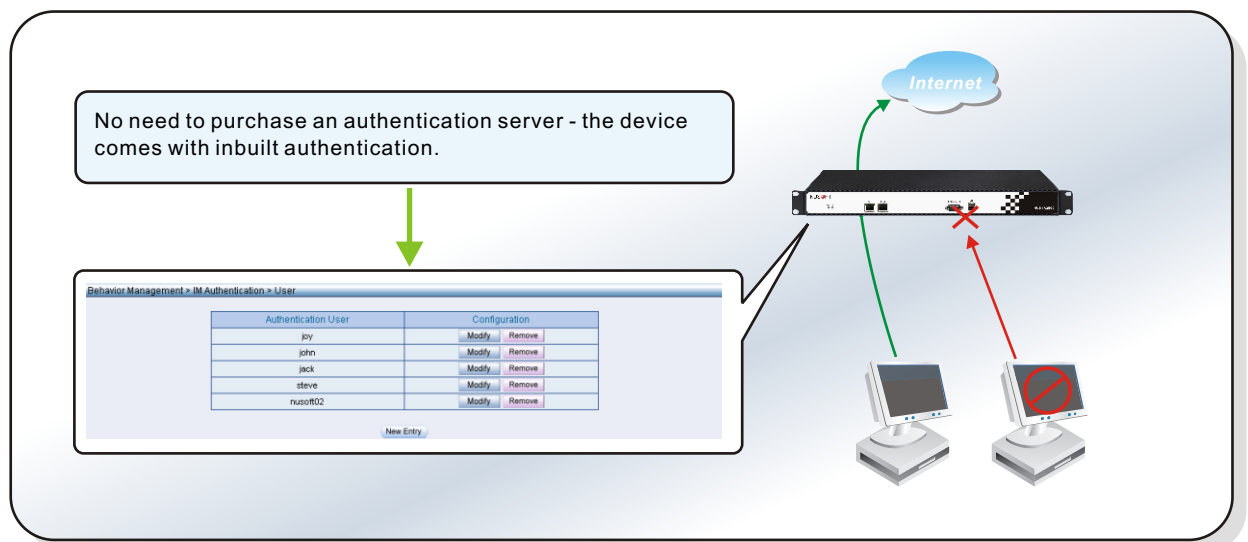 No need to purchase an authentication server - the device
comes with inbuilt authentication.
Internet
NUSOFT
Behavior Management > IM Authentication > User
Authentication User Configuration
joy Modify Remove
john Modify Remove
jack Modify Remove
steve Modify Remove
nusoft02 Modify Remove
New Entry